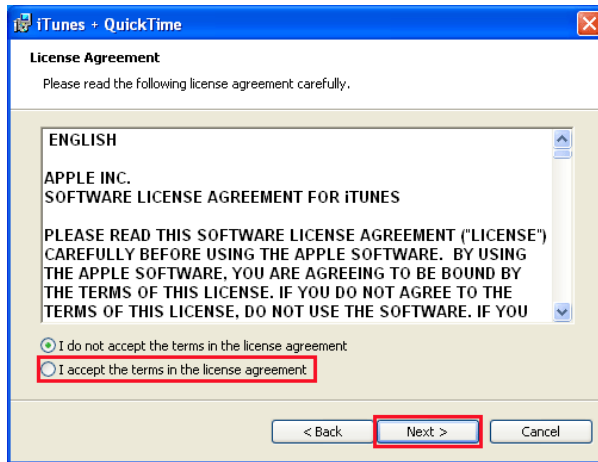 iTunes + QuickTime
License Agreement
Please read the following license agreement carefully.
ENGLISH
APPLE INC.
SOFTWARE LICENSE AGREEMENT FOR iTUNES
PLEASE READ THIS SOFTWARE LICENSE AGREEMENT ("LICENSE")
CAREFULLY BEFORE USING THE APPLE SOFTWARE.  BY USING
THE APPLE SOFTWARE, YOU ARE AGREEING TO BE BOUND BY
THE TERMS OF THIS LICENSE. IF YOU DO NOT AGREE TO THE
TERMS OF THIS LICENSE, DO NOT USE THE SOFTWARE. IF YOU
I do not accept the terms in the license agreement
I accept the terms in the license agreement
< Back Next > Cancel